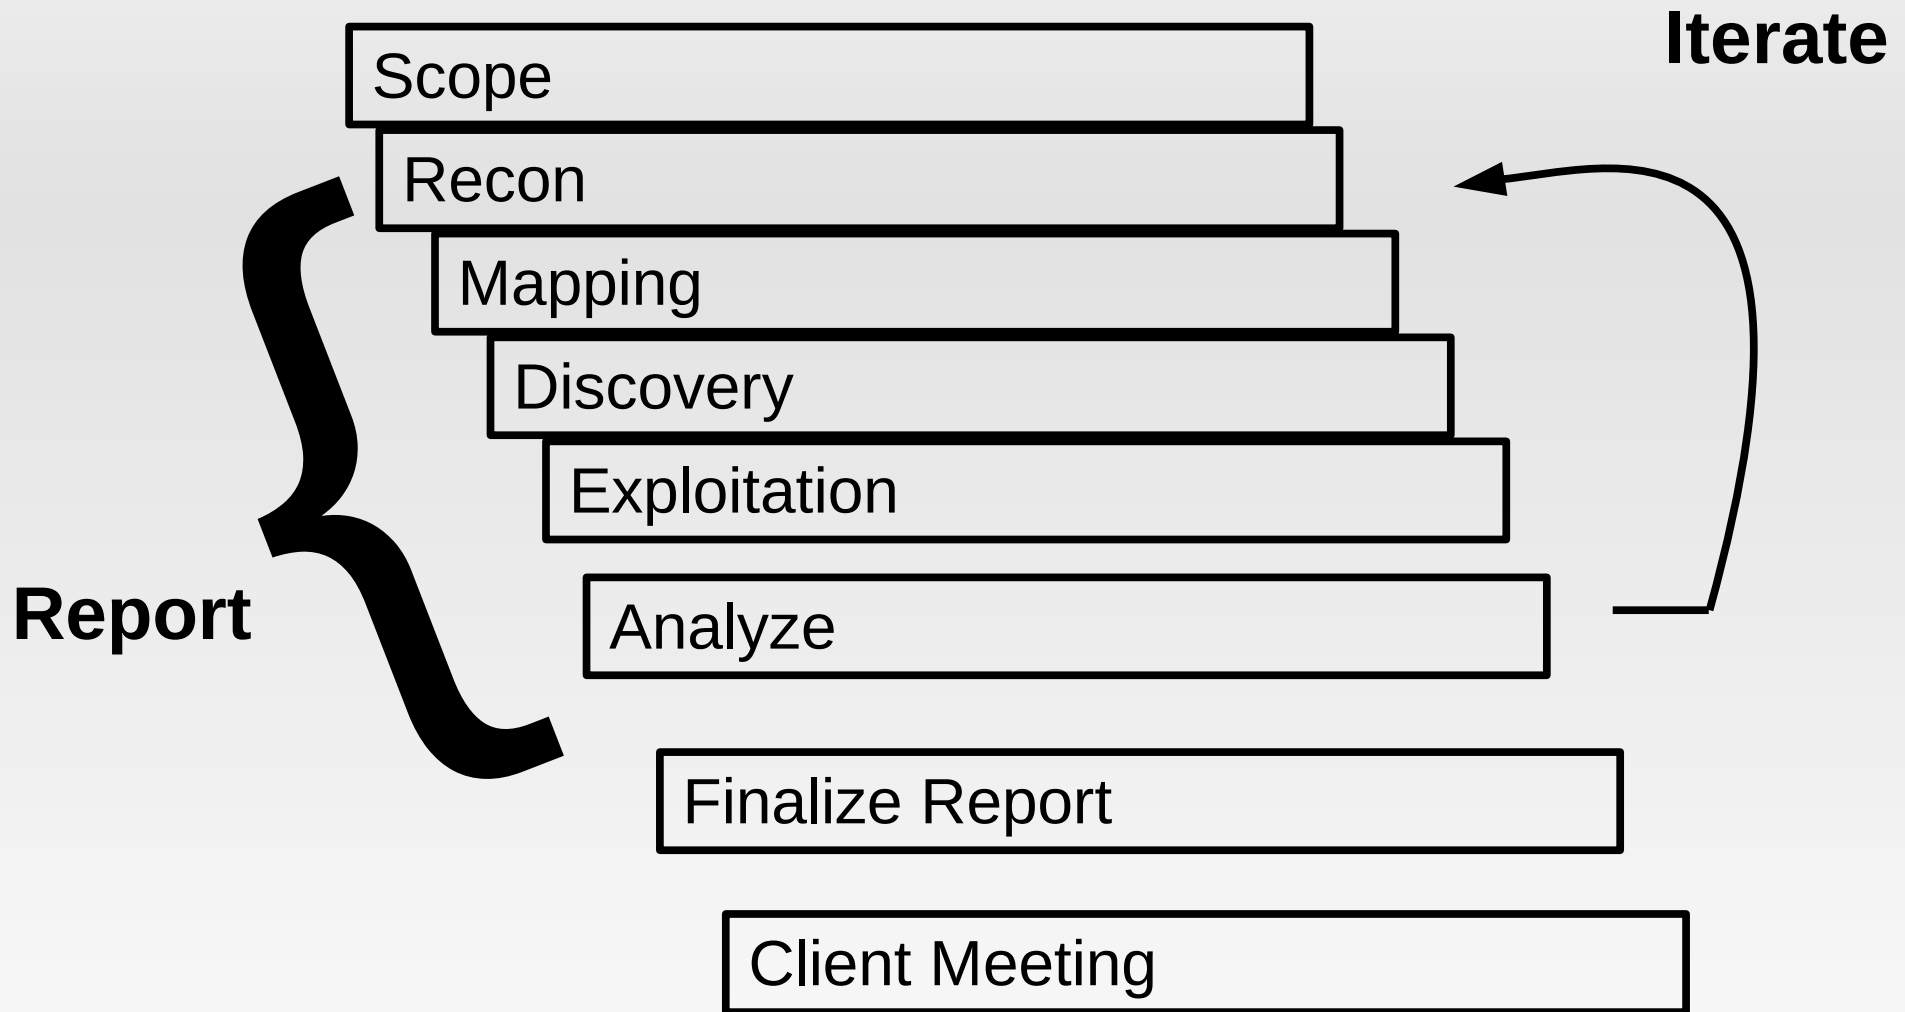 Iterate
Scope
Recon
Mapping
Discovery
Exploitation
Report
Analyze
Finalize Report
Client Meeting